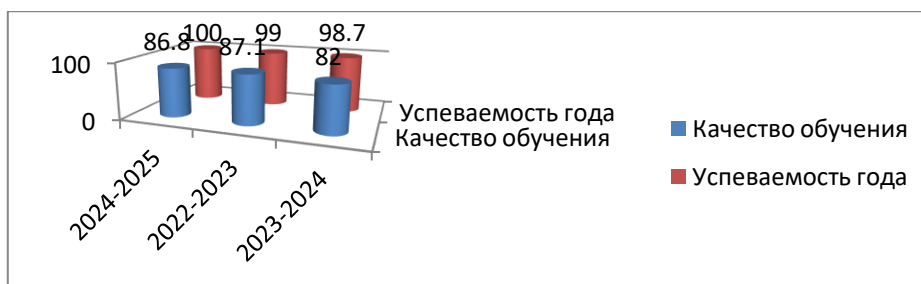 86.8 100 87.1 99 82 98.7
100
0
Успеваемость года
Качество обучения
2024-2025
2022-2023
2023-2024
Качество обучения
Успеваемость года